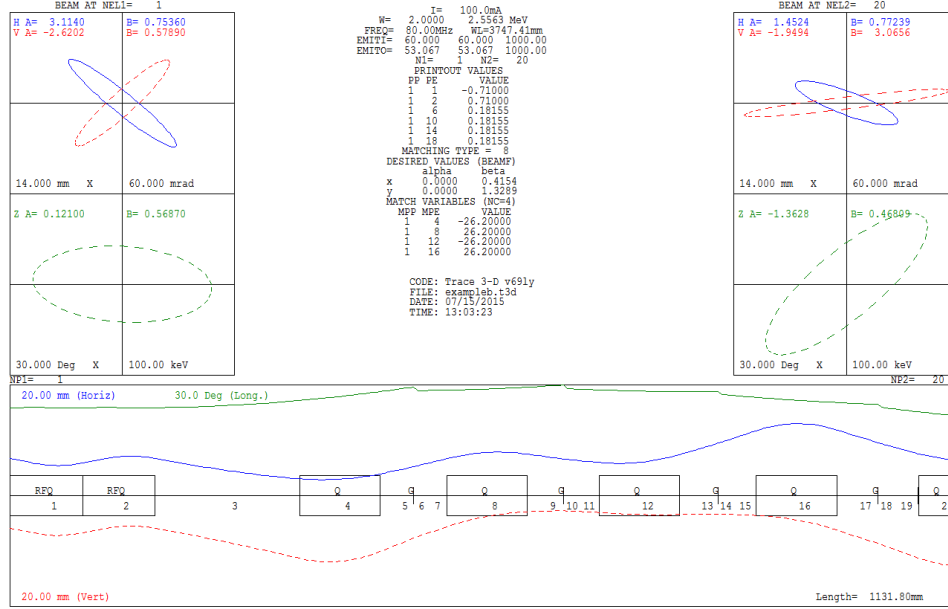 BEAM AT NEL1= 1
H A= 3.1140 B= 0.75360
V A= -2.6202 B= 0.57890
14.000 mm X 60.000 mrad
Z A= 0.12100 B= 0.56870
30.000 Deg X 100.00 keV
I= 100.0mA
W= 2.0000 2.5563 MeV
FREQ= 80.00MHz WL=3747.41mm
EMITI= 60.000 60.000 1000.00
EMITO= 53.067 53.067 1000.00
N1= 1 N2= 20
PRINTOUT VALUES
PP PE VALUE
1 1 -0.71000
1 2 0.71000
1 6 0.18155
1 10 0.18155
1 14 0.18155
1 18 0.18155
MATCHING TYPE = 8
DESIRED VALUES (BEAMF)
alpha beta
x 0.0000 0.4154
y 0.0000 1.3289
MATCH VARIABLES (NC=4)
MPP MPE VALUE
1 4 -26.20000
1 8 26.20000
1 12 -26.20000
1 16 26.20000
CODE: Trace 3-D v69ly
FILE: exampleb.t3d
DATE: 07/15/2015
TIME: 13:03:23
BEAM AT NEL2= 20
H A= 1.4524 B= 0.77239
V A= -1.9494 B= 3.0656
14.000 mm X 60.000 mrad
Z A= -1.3628 B= 0.46809
30.000 Deg X 100.00 keV
NP1= 1 NP2= 20
20.00 mm (Horiz) 30.0 Deg (Long.)
RFQ RFQ Q G Q G Q G Q G Q
1 2 3 4 5 6 7 8 9 10 11 12 13 14 15 16 17 18 19 2
20.00 mm (Vert) Length= 1131.80mm